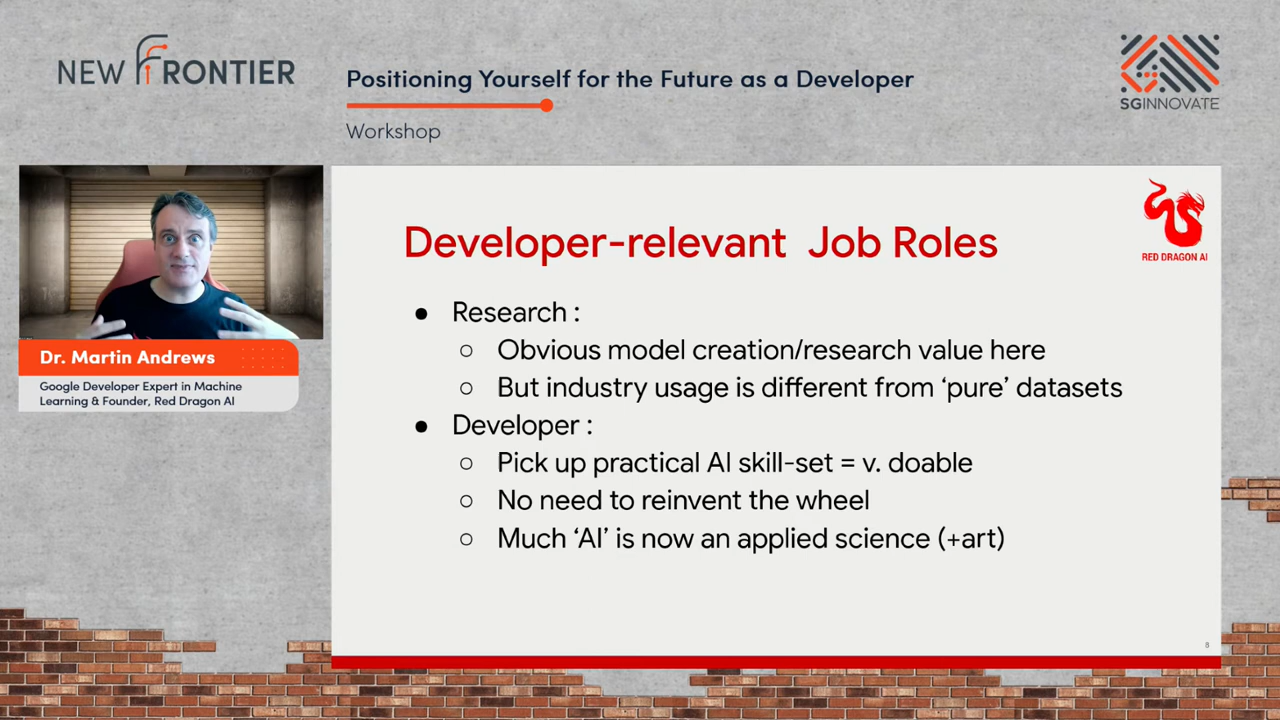 NEW FRONTIER
Positioning Yourself for the Future as a Developer
Workshop
SGINNOVATE
Dr. Martin Andrews
Google Developer Expert in Machine
Learning & Founder, Red Dragon AI
RED DRAGON AI
Developer-relevant Job Roles
● Research :
○ Obvious model creation/research value here
○ But industry usage is different from ‘pure’ datasets
● Developer :
○ Pick up practical AI skill-set = v. doable
○ No need to reinvent the wheel
○ Much ‘AI’ is now an applied science (+art)
8